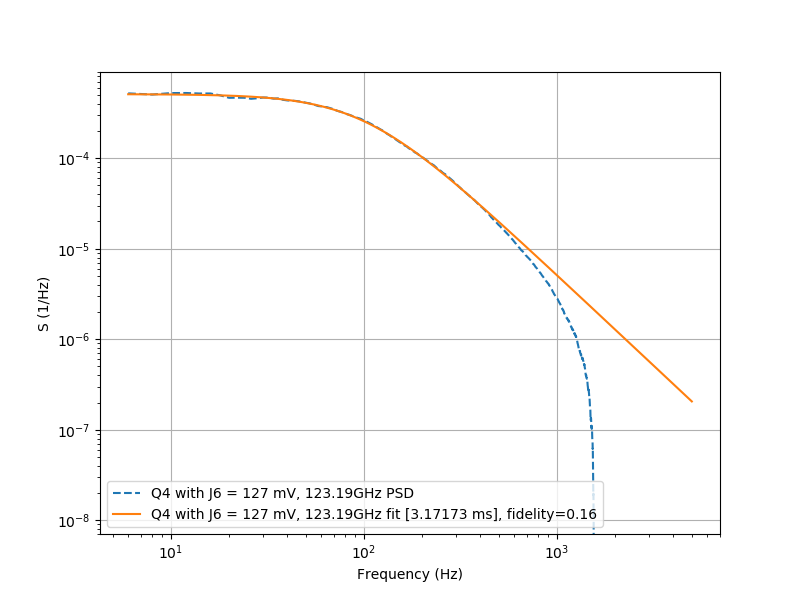 10⁻⁴
10⁻⁵
10⁻⁶
10⁻⁷
10⁻⁸
S (1/Hz)
Q4 with J6 = 127 mV, 123.19GHz PSD
Q4 with J6 = 127 mV, 123.19GHz fit [3.17173 ms], fidelity=0.16
10¹ 10² 10³
Frequency (Hz)